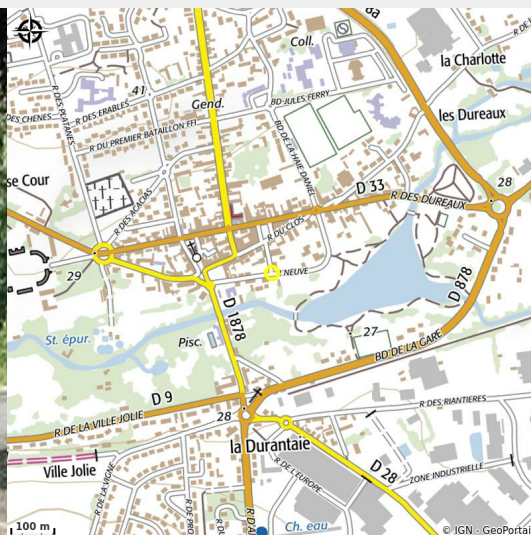 Coll.
la Charlotte
41
Gend.
BD JULES FERRY
DES CHENES
R DES ERABLES
R DES PLATANES
R DU PREMIER BATAILLON FFI
BD DE LA HAIE DANIEL
les Dureaux
se Cour
R DES ACACIAS
D 33
R DES DUREAUX
28
R DU CLOS
29
NEUVE
D 878
D 1878
St. épur.
Pisc.
27
BD DE LA GARE
D 9
R DE LA VILLE JOLIE
28
R DES RIANTIERES
la Durantaie
Ville Jolie
R DE LA VIGNE
R DE L'EUROPE
D 28
ZONE INDUSTRIELLE
Ch. eau
100 m
© IGN - GeoPortail